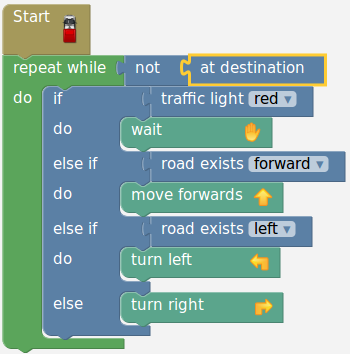 Start
repeat while not at destination
do if traffic light red
do wait
else if road exists forward
do move forwards
else if road exists left
do turn left
else turn right